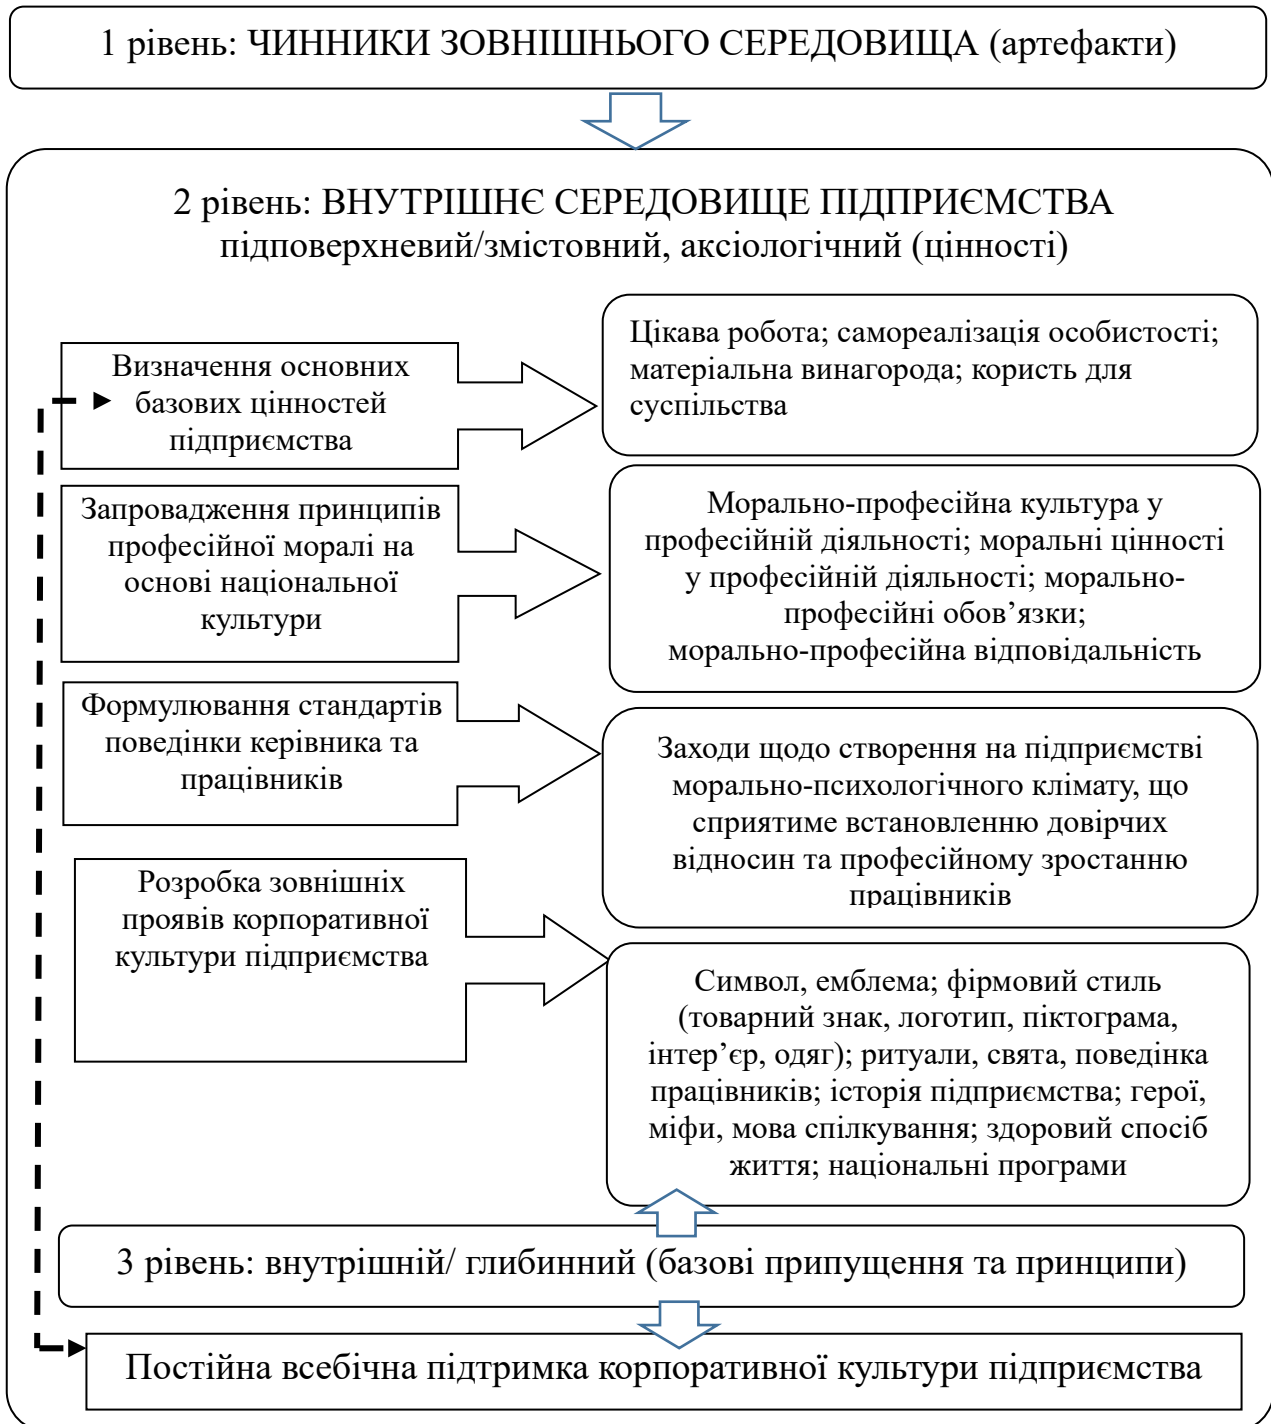 1 рівень: ЧИННИКИ ЗОВНІШНЬОГО СЕРЕДОВИЩА (артефакти)
2 рівень: ВНУТРІШНЄ СЕРЕДОВИЩЕ ПІДПРИЄМСТВА
підповерхневий/змістовний, аксіологічний (цінності)
Визначення основних
базових цінностей
підприємства
Цікава робота; самореалізація особистості;
матеріальна винагорода; користь для
суспільства
Запровадження принципів
професійної моралі на
основі національної
культури
Морально-професійна культура у
професійній діяльності; моральні цінності
у професійній діяльності; морально-
професійні обов’язки;
морально-професійна відповідальність
Формулювання стандартів
поведінки керівника та
працівників
Заходи щодо створення на підприємстві
морально-психологічного клімату, що
сприятиме встановленню довірчих
відносин та професійному зростанню
працівників
Розробка зовнішніх
проявів корпоративної
культури підприємства
Символ, емблема; фірмовий стиль
(товарний знак, логотип, піктограма,
інтер’єр, одяг); ритуали, свята, поведінка
працівників; історія підприємства; герої,
міфи, мова спілкування; здоровий спосіб
життя; національні програми
3 рівень: внутрішній/ глибинний (базові припущення та принципи)
Постійна всебічна підтримка корпоративної культури підприємства